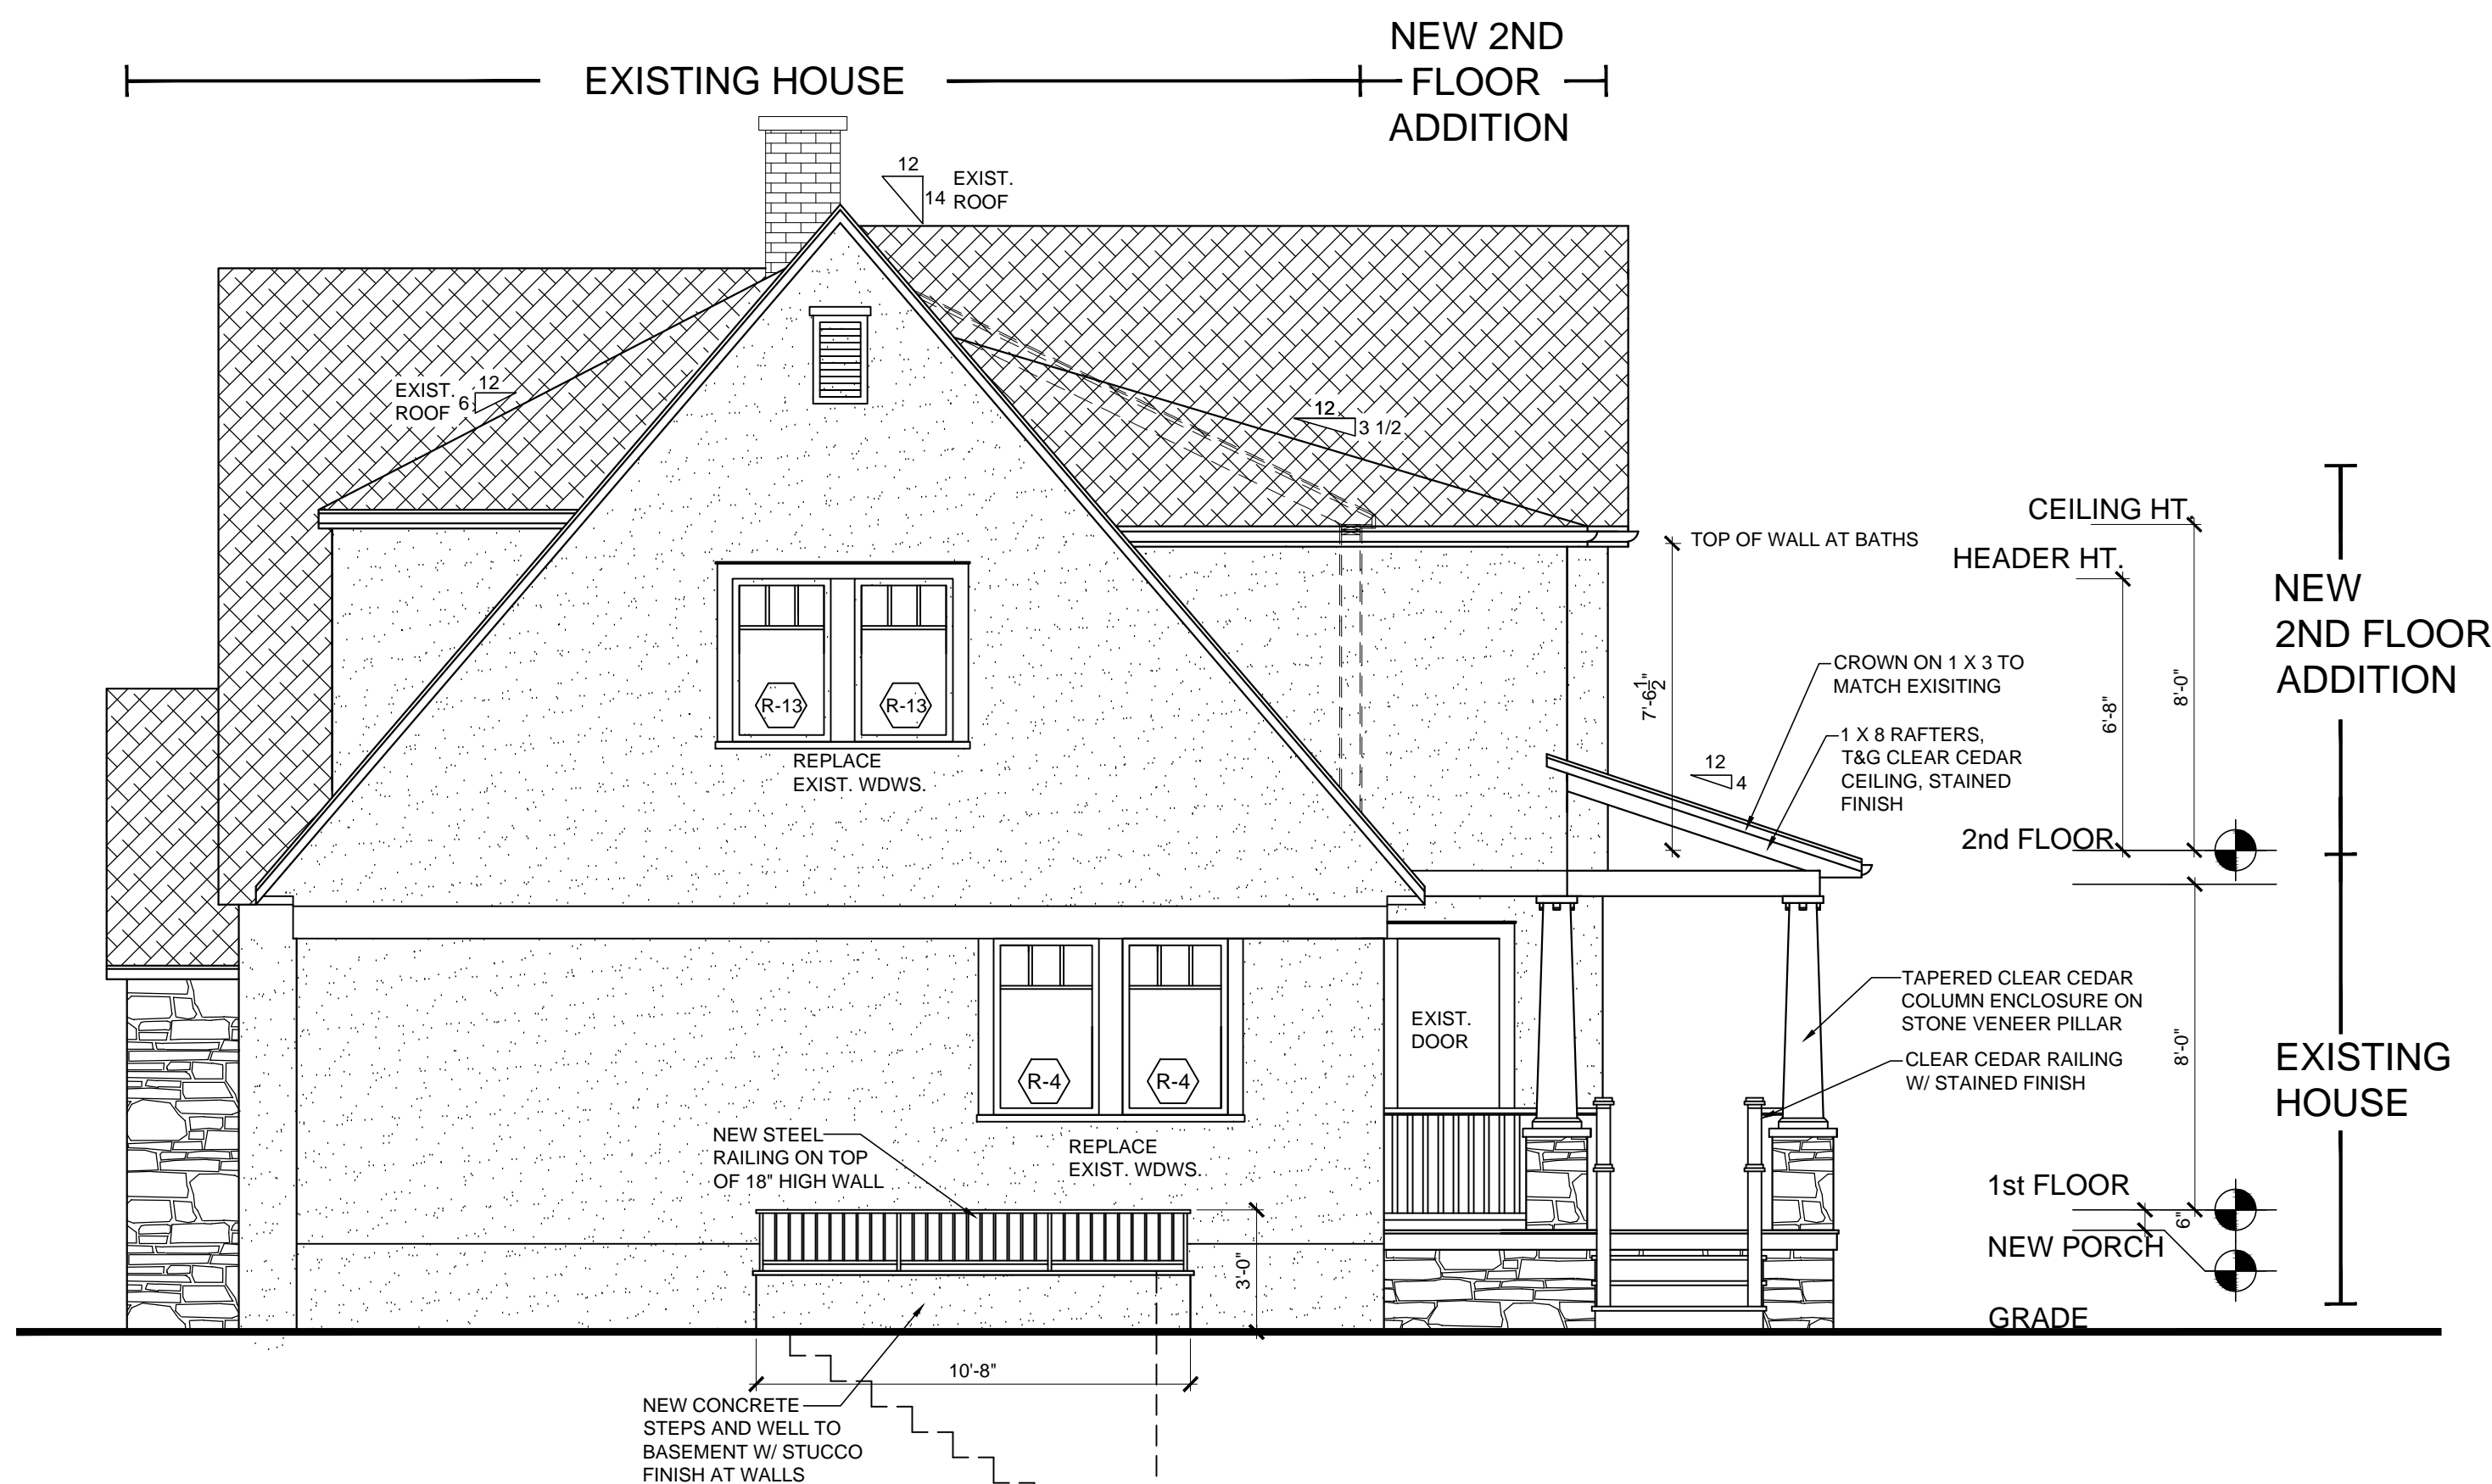 EXISTING HOUSE
NEW 2ND
FLOOR
ADDITION
12
14
EXIST.
ROOF
EXIST.
ROOF
12
6
12
3 1/2
TOP OF WALL AT BATHS
CEILING HT.
HEADER HT.
NEW
2ND FLOOR
ADDITION
CROWN ON 1 X 3 TO
MATCH EXISITING
7'-6 1/2"
6'-8"
8'-0"
1 X 8 RAFTERS,
T&G CLEAR CEDAR
CEILING, STAINED
FINISH
12
4
R-13
R-13
REPLACE
EXIST. WDWS.
2nd FLOOR
TAPERED CLEAR CEDAR
COLUMN ENCLOSURE ON
STONE VENEER PILLAR
EXIST.
DOOR
8'-0"
EXISTING
HOUSE
CLEAR CEDAR RAILING
W/ STAINED FINISH
R-4
R-4
REPLACE
EXIST. WDWS.
NEW STEEL
RAILING ON TOP
OF 18" HIGH WALL
1st FLOOR
6"
NEW PORCH
3'-0"
GRADE
10'-8"
NEW CONCRETE
STEPS AND WELL TO
BASEMENT W/ STUCCO
FINISH AT WALLS